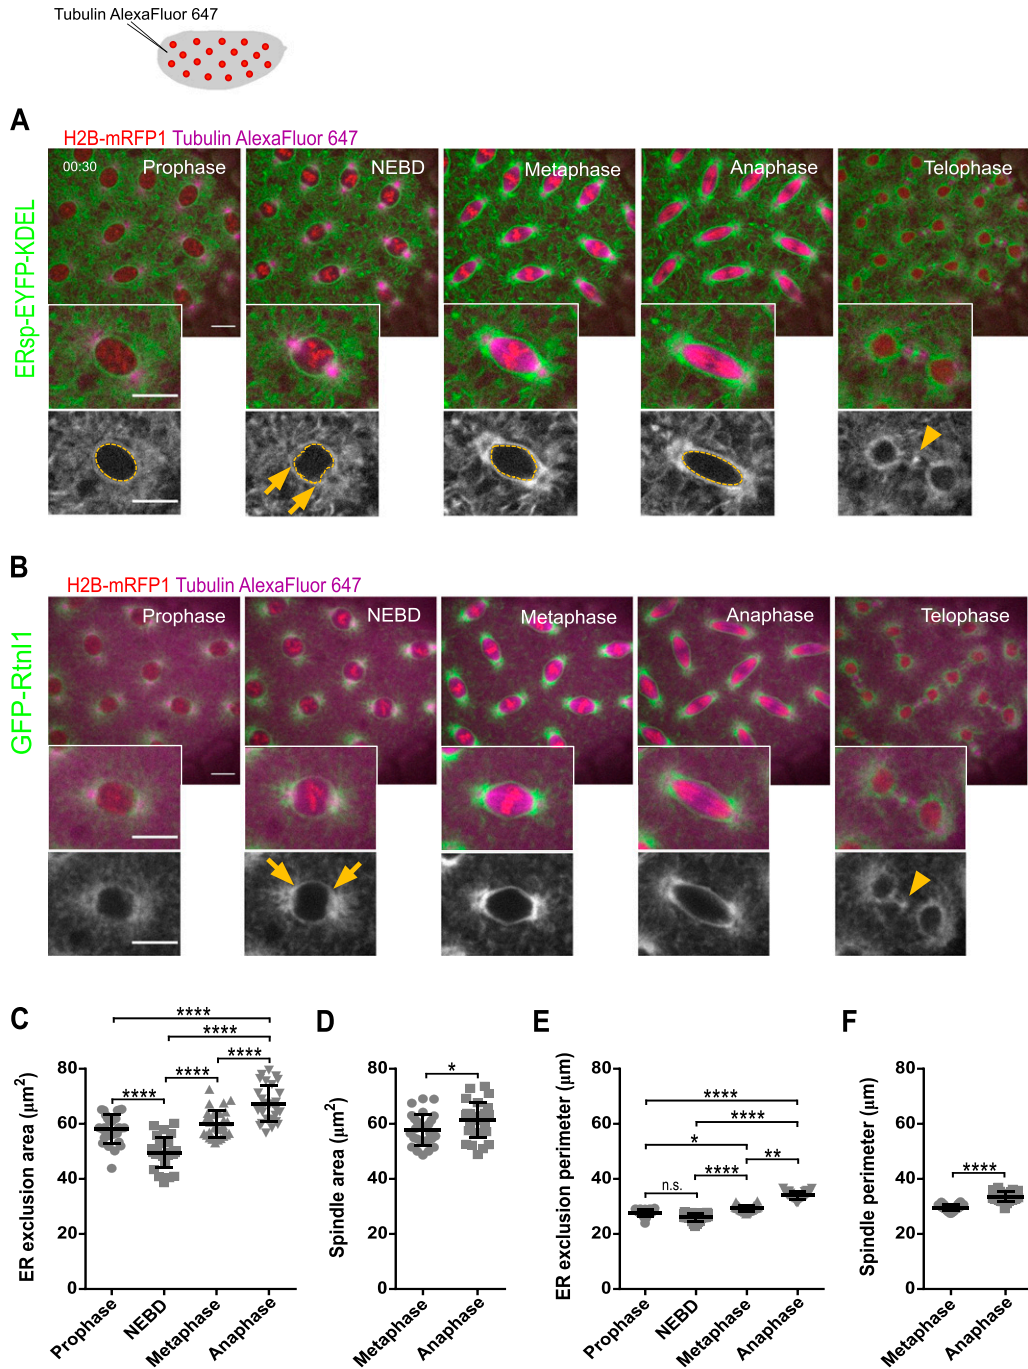 Tubulin AlexaFluor 647
A
H2B-mRFP1 Tubulin AlexaFluor 647
ERsp-EYFP-KDEL
00:30
Prophase
NEBD
Metaphase
Anaphase
Telophase
B
H2B-mRFP1 Tubulin AlexaFluor 647
GFP-Rtnl1
Prophase
NEBD
Metaphase
Anaphase
Telophase
C
ER exclusion area (μm²)
80
60
40
20
0
****
****
****
****
****
Prophase
NEBD
Metaphase
Anaphase
D
Spindle area (μm²)
80
60
40
20
0
*
Metaphase
Anaphase
E
ER exclusion perimeter (μm)
80
60
40
20
0
****
****
*
**
****
n.s.
Prophase
NEBD
Metaphase
Anaphase
F
Spindle perimeter (μm)
80
60
40
20
0
****
Metaphase
Anaphase